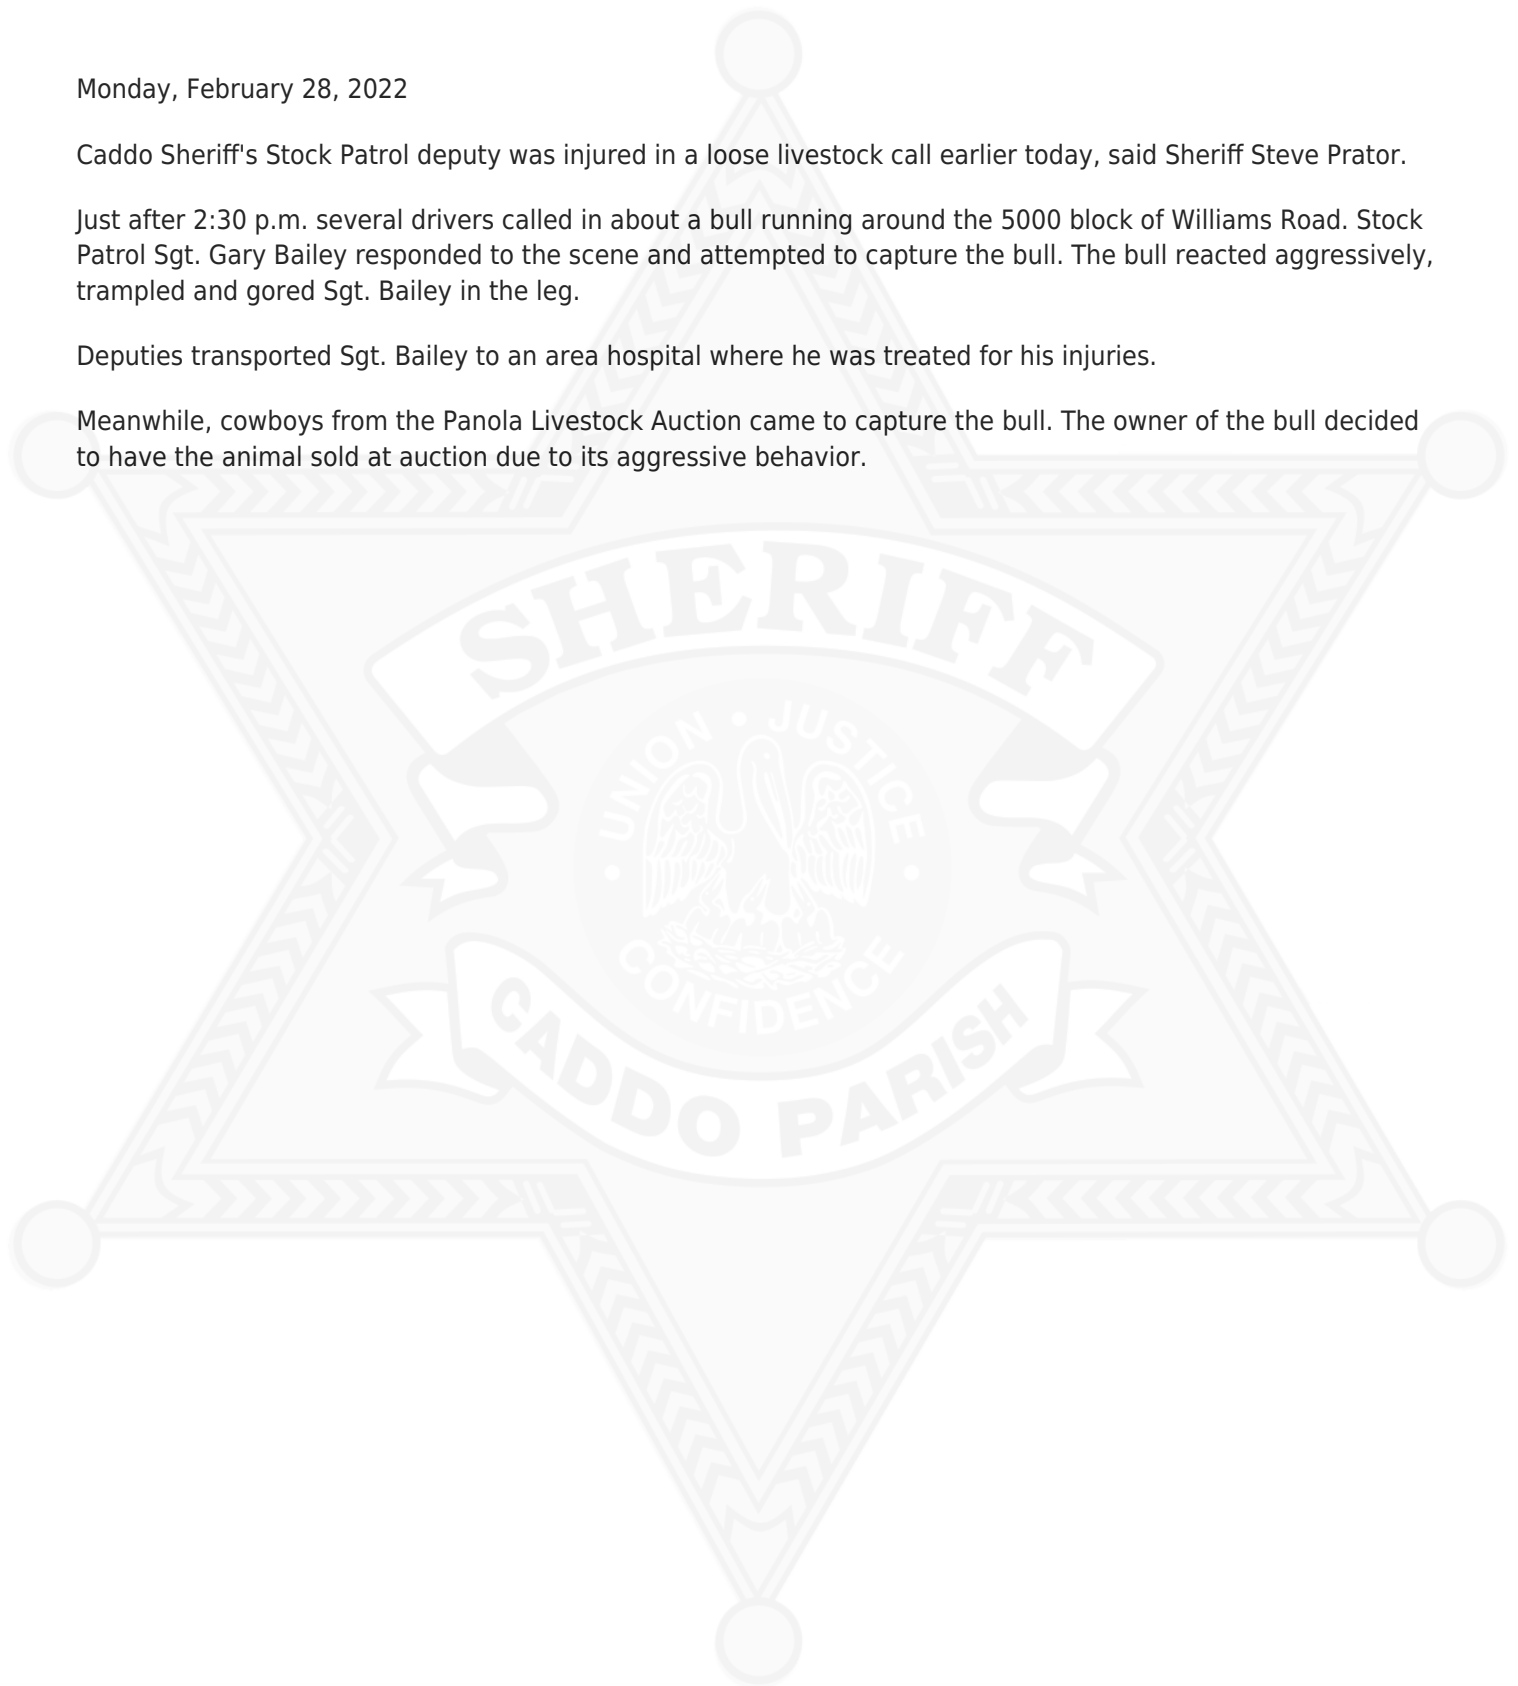 Monday, February 28, 2022
Caddo Sheriff's Stock Patrol deputy was injured in a loose livestock call earlier today, said Sheriff Steve Prator.
Just after 2:30 p.m. several drivers called in about a bull running around the 5000 block of Williams Road. Stock
Patrol Sgt. Gary Bailey responded to the scene and attempted to capture the bull. The bull reacted aggressively,
trampled and gored Sgt. Bailey in the leg.
Deputies transported Sgt. Bailey to an area hospital where he was treated for his injuries.
Meanwhile, cowboys from the Panola Livestock Auction came to capture the bull. The owner of the bull decided
to have the animal sold at auction due to its aggressive behavior.
SHERIFF
UNION • JUSTICE
• CONFIDENCE •
CADDO PARISH